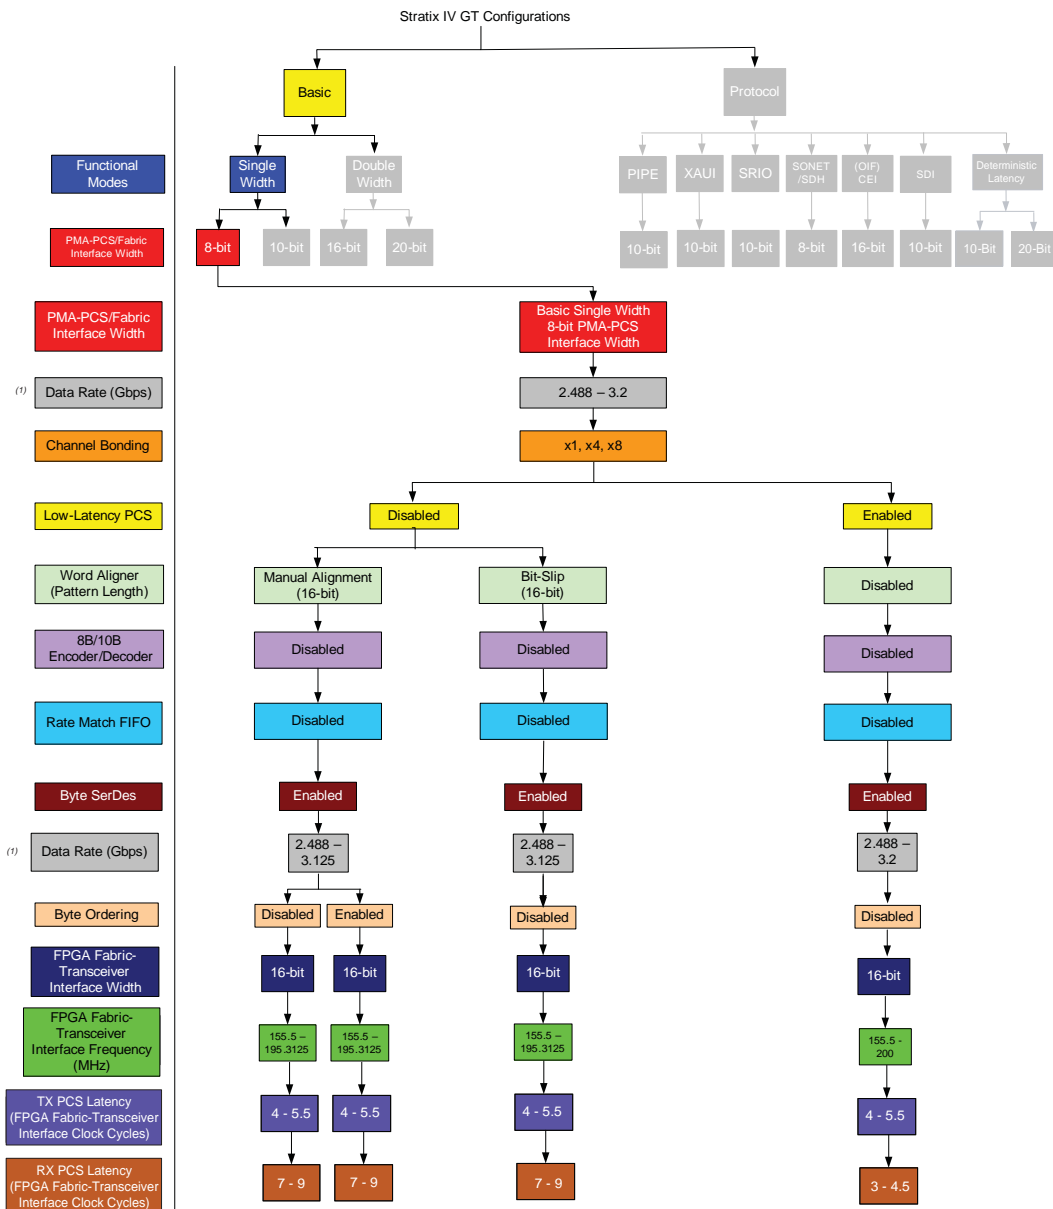 Stratix IV GT Configurations
Basic
Protocol
Functional
Modes
Single
Width
Double
Width
PIPE
XAUI
SRIO
SONET
/SDH
(OIF)
CEI
SDI
Deterministic
Latency
PMA-PCS/Fabric
Interface Width
8-bit
10-bit
16-bit
20-bit
10-bit
10-bit
10-bit
8-bit
16-bit
10-bit
10-Bit
20-Bit
PMA-PCS/Fabric
Interface Width
Basic Single Width
8-bit PMA-PCS
Interface Width
(1)
Data Rate (Gbps)
2.488 – 3.2
Channel Bonding
x1, x4, x8
Low-Latency PCS
Disabled
Enabled
Word Aligner
(Pattern Length)
Manual Alignment
(16-bit)
Bit-Slip
(16-bit)
Disabled
8B/10B
Encoder/Decoder
Disabled
Disabled
Disabled
Rate Match FIFO
Disabled
Disabled
Disabled
Byte SerDes
Enabled
Enabled
Enabled
(1)
Data Rate (Gbps)
2.488 –
3.125
2.488 –
3.125
2.488 –
3.2
Byte Ordering
Disabled
Enabled
Disabled
Disabled
FPGA Fabric-
Transceiver
Interface Width
16-bit
16-bit
16-bit
16-bit
FPGA Fabric-
Transceiver
Interface Frequency
(MHz)
155.5 –
195.3125
155.5 –
195.3125
155.5 –
195.3125
155.5 -
200
TX PCS Latency
(FPGA Fabric-Transceiver
Interface Clock Cycles)
4 - 5.5
4 - 5.5
4 - 5.5
4 - 5.5
RX PCS Latency
(FPGA Fabric-Transceiver
Interface Clock Cycles)
7 - 9
7 - 9
7 - 9
3 - 4.5